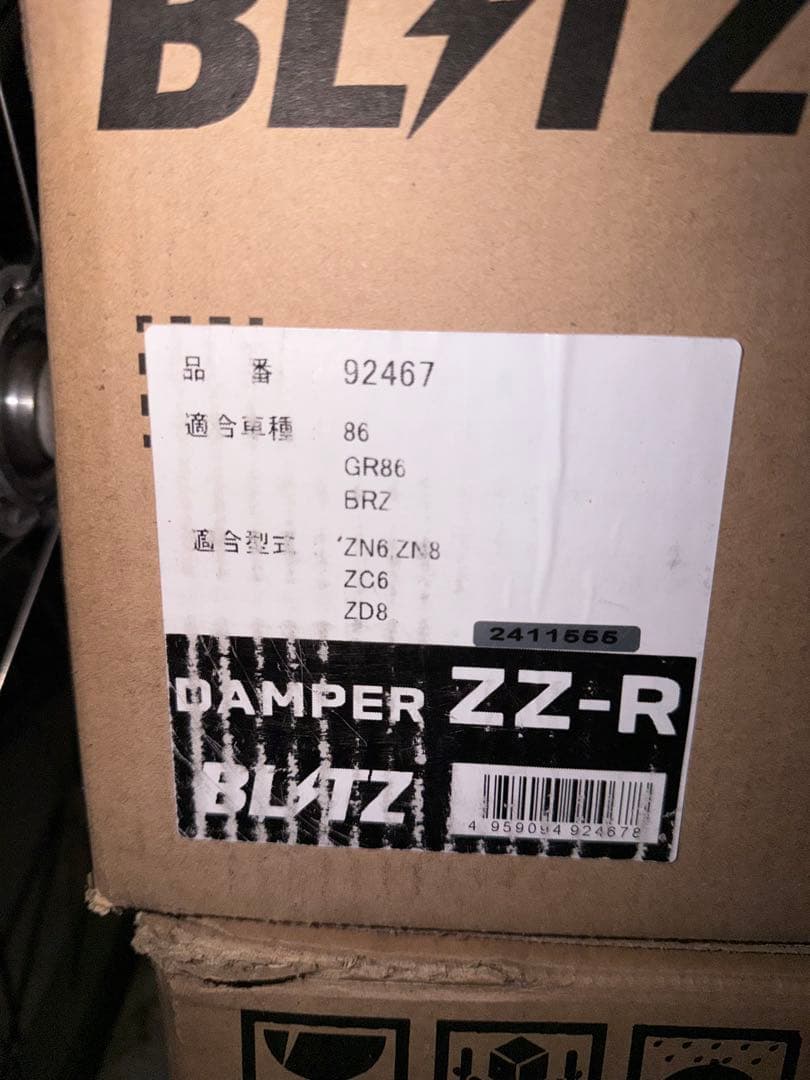 BLITZ
品番 92467
適合車種 86
GR86
BRZ
適合型式 'ZN6,ZN8
ZC6
ZD8
2411555
DAMPER ZZ-R
BLITZ
4 959094 924678